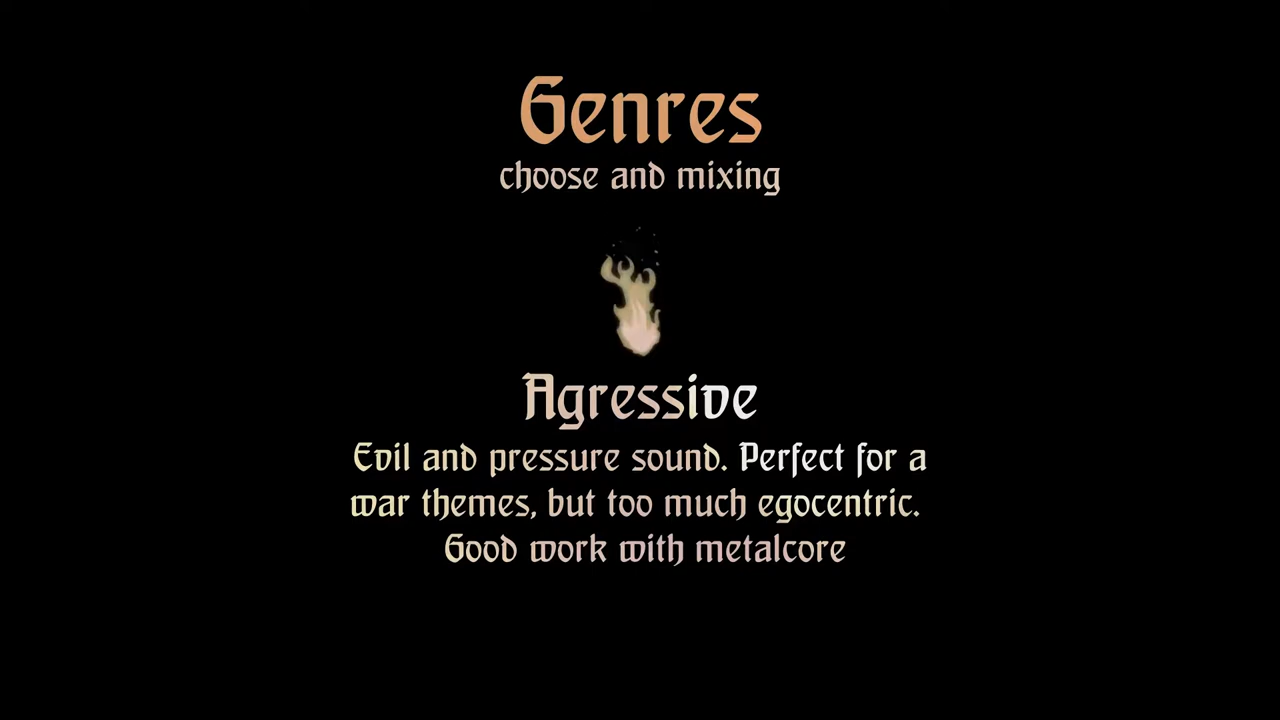 Genres
choose and mixing
Agressive
Evil and pressure sound. Perfect for a
war themes, but too much egocentric.
Good work with metalcore